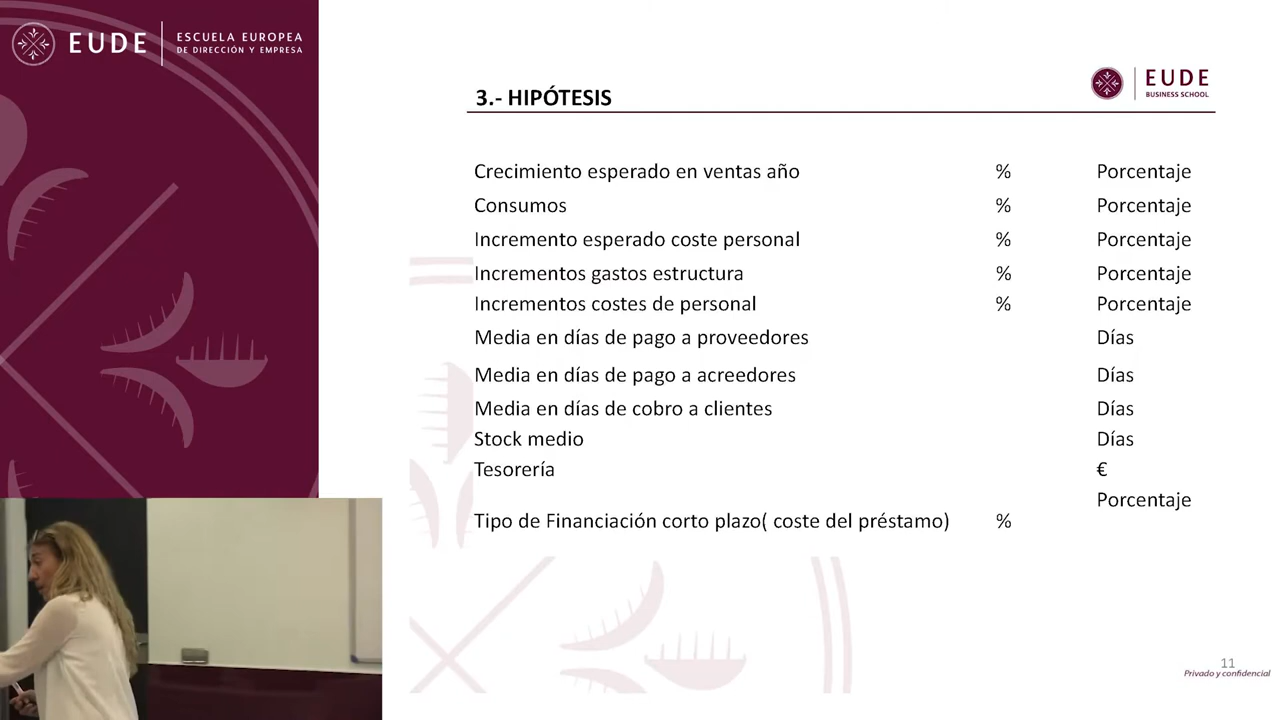 EUDE
ESCUELA EUROPEA
DE DIRECCIÓN Y EMPRESA
EUDE
BUSINESS SCHOOL
3.- HIPÓTESIS
Crecimiento esperado en ventas año % Porcentaje
Consumos % Porcentaje
Incremento esperado coste personal % Porcentaje
Incrementos gastos estructura % Porcentaje
Incrementos costes de personal % Porcentaje
Media en días de pago a proveedores Días
Media en días de pago a acreedores Días
Media en días de cobro a clientes Días
Stock medio Días
Tesorería €
Porcentaje
Tipo de Financiación corto plazo( coste del préstamo) %
11
Privado y confidencial